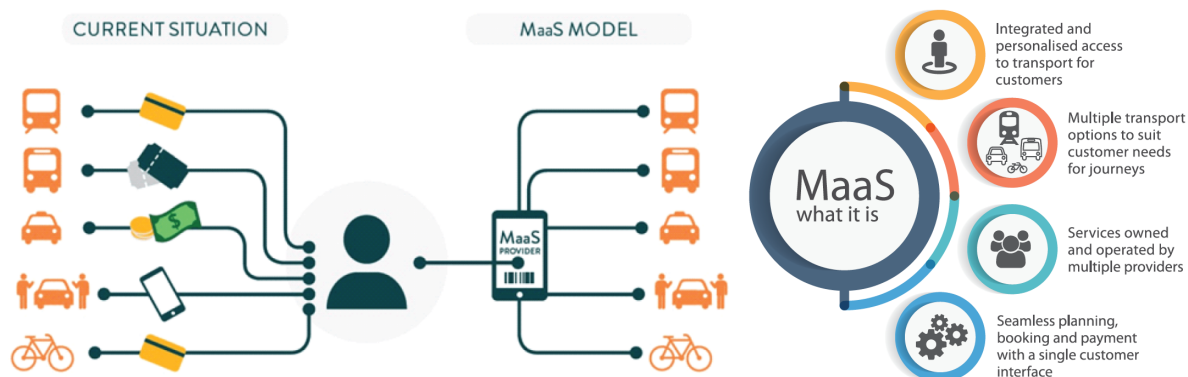 CURRENT SITUATION
MaaS MODEL
$
MaaS
PROVIDER
MaaS
what it is
Integrated and
personalised access
to transport for
customers
Multiple transport
options to suit
customer needs
for journeys
Services owned
and operated by
multiple providers
Seamless planning,
booking and payment
with a single customer
interface